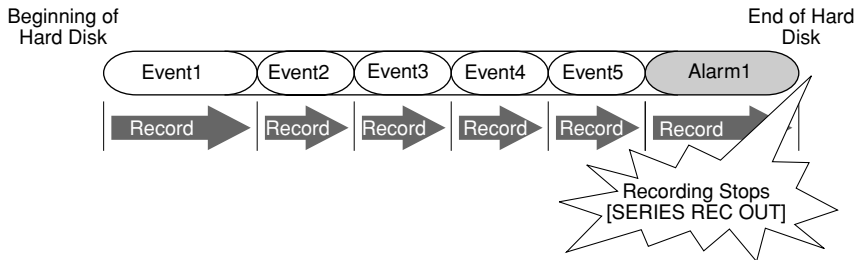 Beginning of
Hard Disk
End of Hard
Disk
Event1 Event2 Event3 Event4 Event5 Alarm1
Record Record Record Record Record Record
Recording Stops
[SERIES REC OUT]